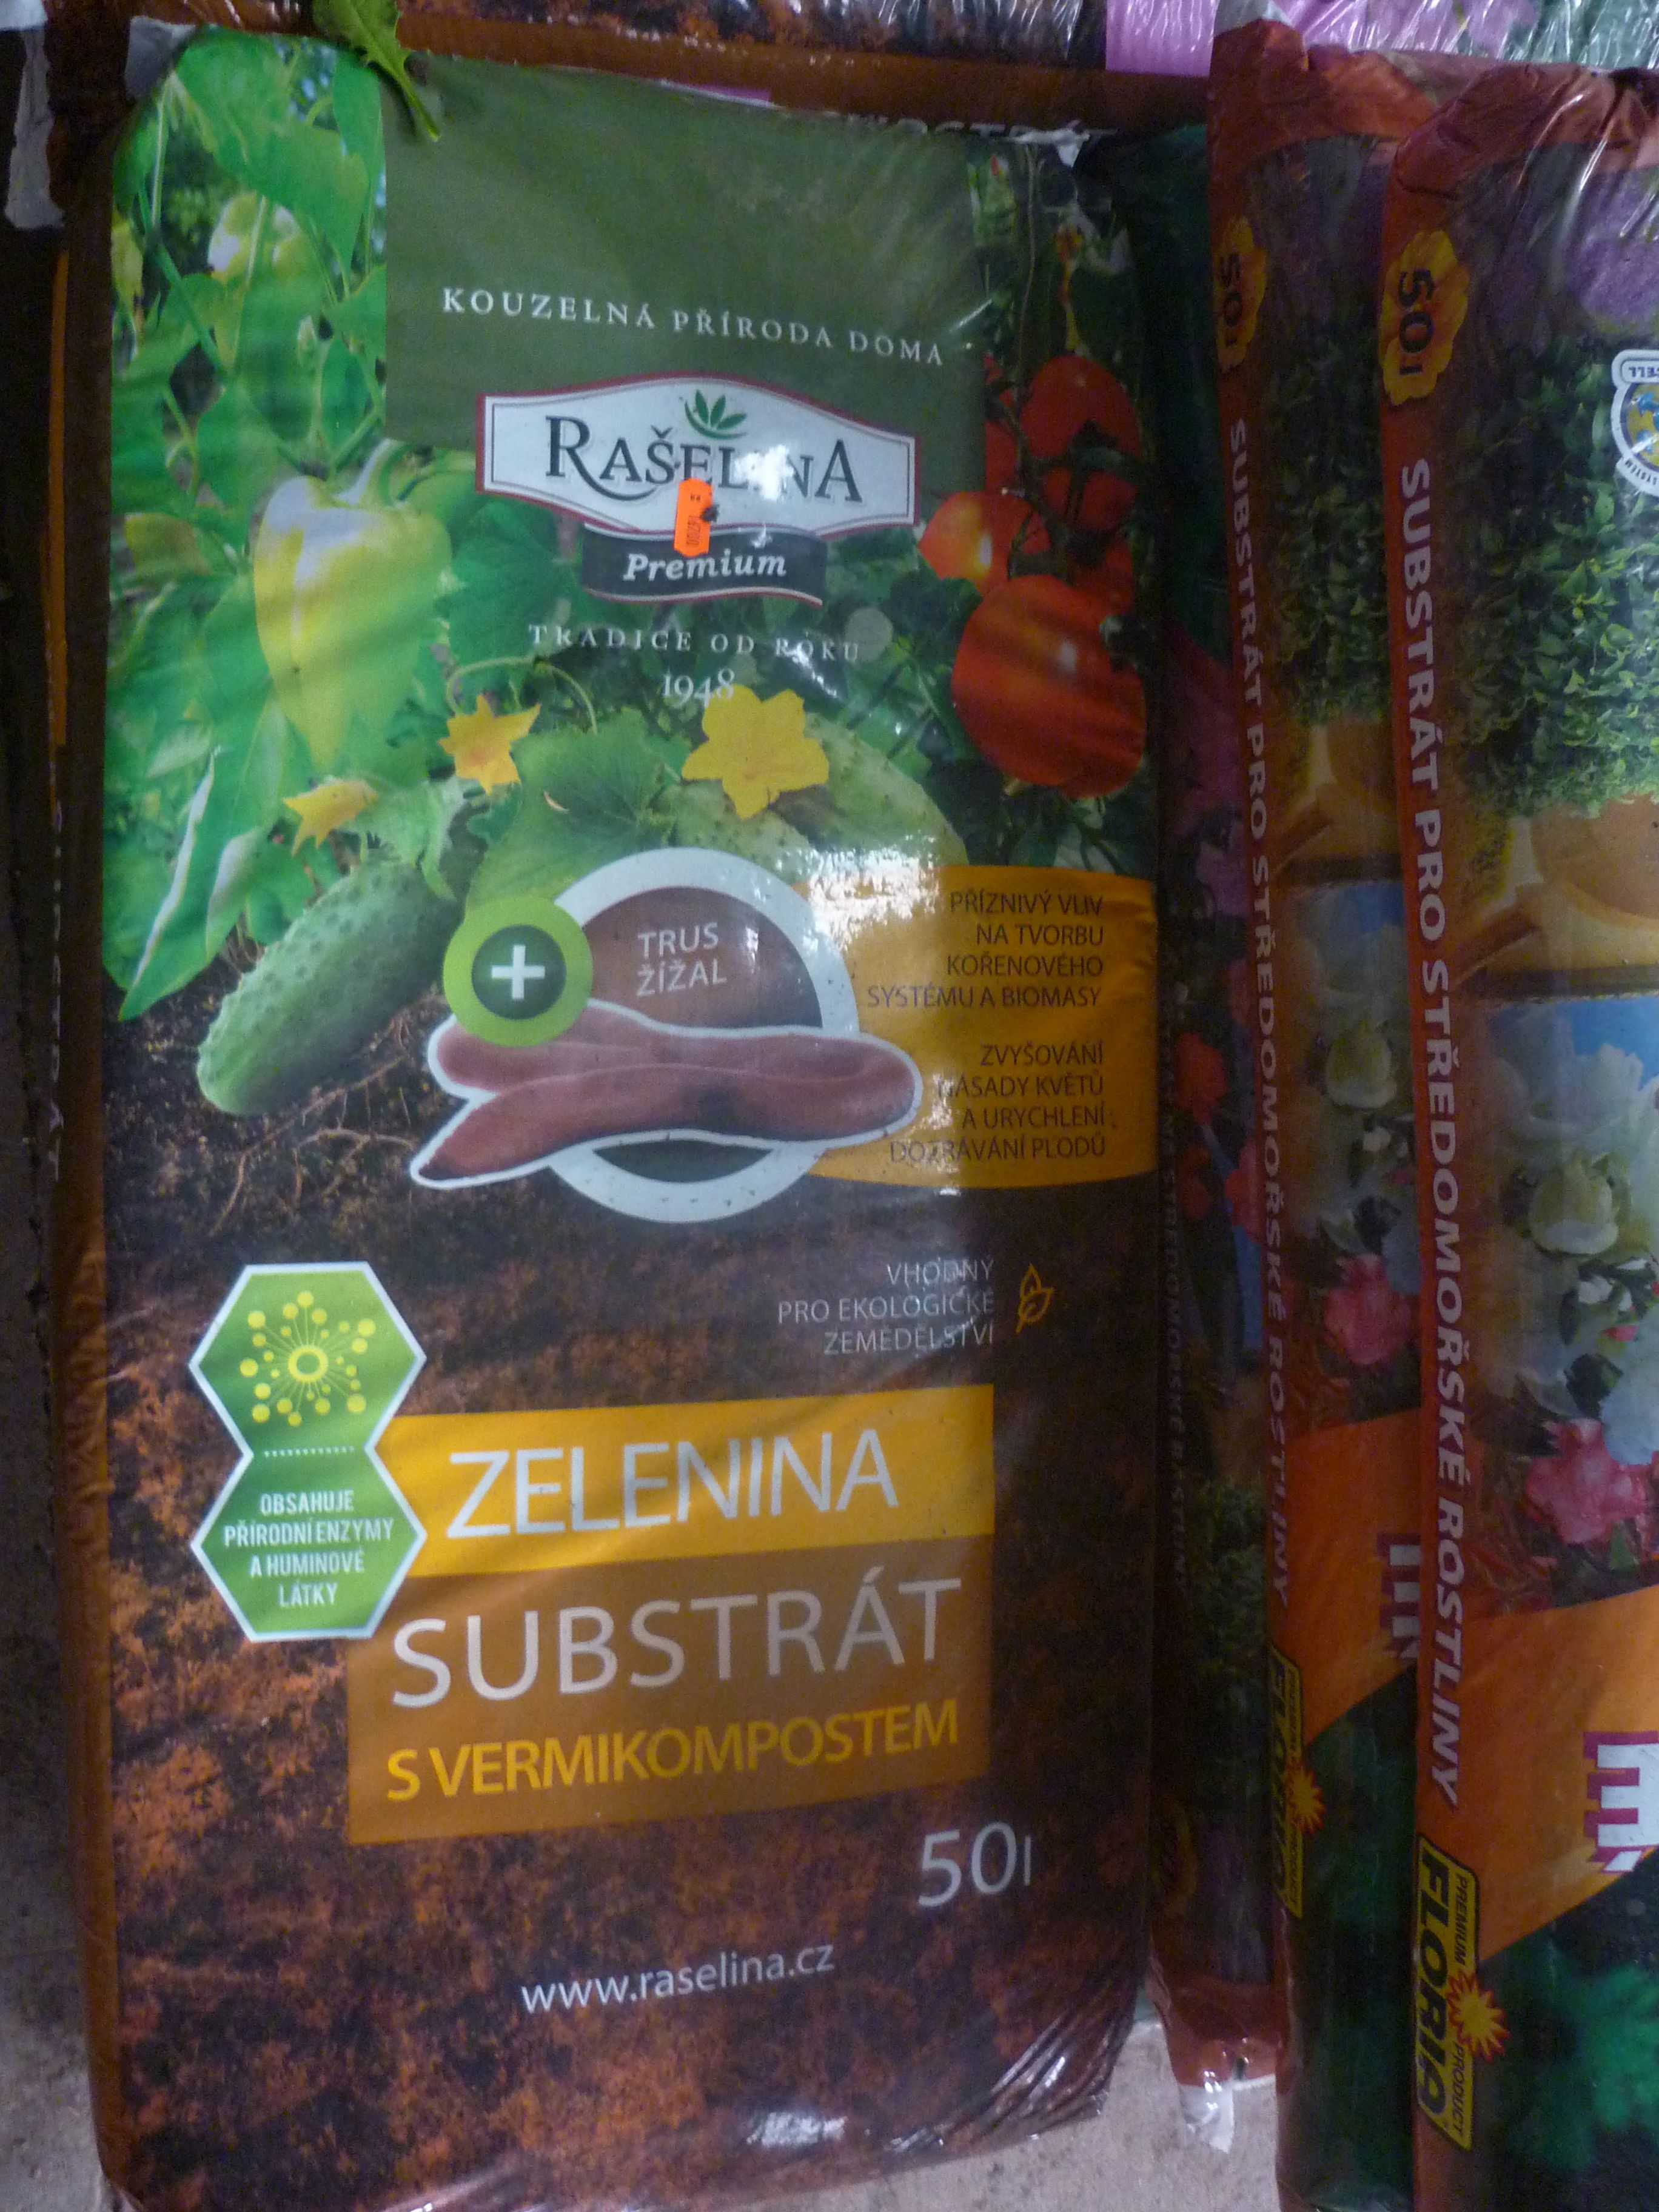 KOUZELNÁ PŘÍRODA DOMA
RAŠELINA
Premium
TRADICE OD ROKU
1948
TRUS
ŽÍŽAL
PŘÍZNIVÝ VLIV
NA TVORBU
KOŘENOVÉHO
SYSTÉMU A BIOMASY
ZVYŠOVÁNÍ
NÁSADY KVĚTŮ
A URYCHLENÍ
DOZRÁVÁNÍ PLODŮ
VHODNÝ
PRO EKOLOGICKÉ
ZEMĚDĚLSTVÍ
OBSAHUJE
PŘÍRODNÍ ENZYMY
A HUMINOVÉ
LÁTKY
ZELENINA
SUBSTRÁT
S VERMIKOMPOSTEM
50l
www.raselina.cz
50l
SUBSTRÁT PRO STŘEDOMOŘSKÉ ROSTLINY
50l
SUBSTRÁT PRO STŘEDOMOŘSKÉ ROSTLINY
PREMIUM PRODUCT
FLORIA